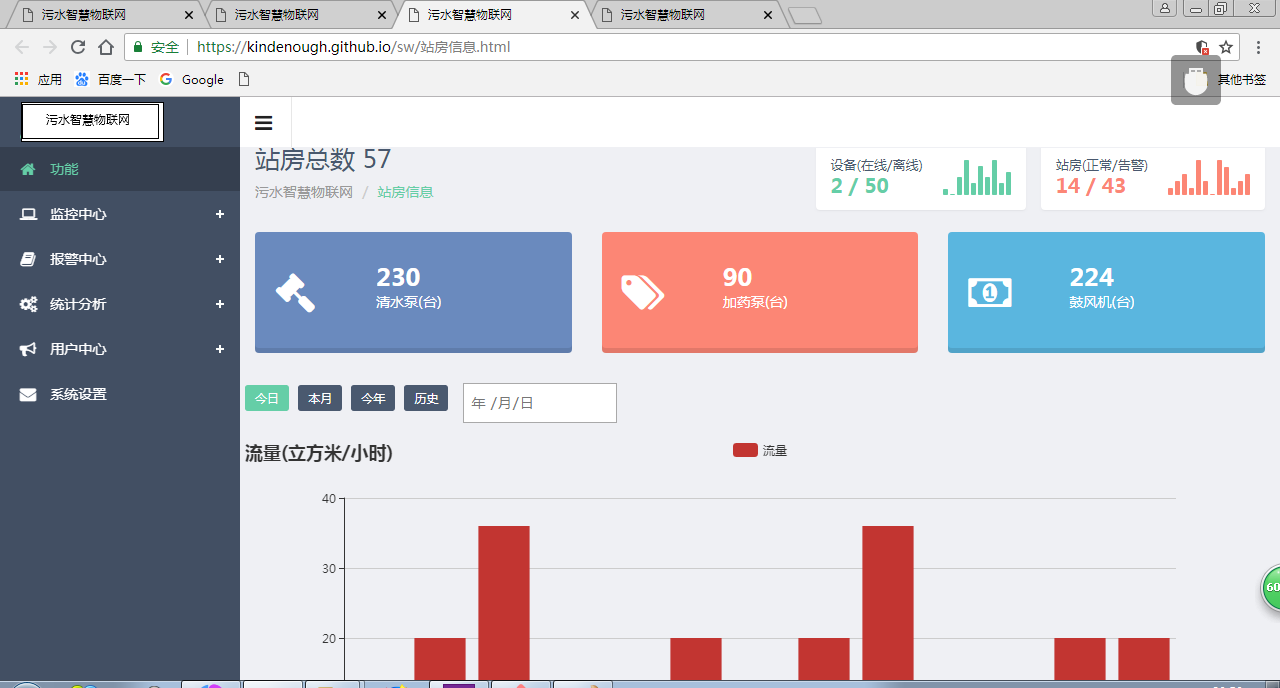 污水智慧物联网
污水智慧物联网
污水智慧物联网
污水智慧物联网
安全 https://kindenough.github.io/sw/站房信息.html
应用 百度一下 Google 其他书签
污水智慧物联网
功能
监控中心 +
报警中心 +
统计分析 +
用户中心 +
系统设置
站房总数 57
污水智慧物联网 / 站房信息
设备(在线/离线)
2 / 50
站房(正常/告警)
14 / 43
230
清水泵(台)
90
加药泵(台)
1
224
鼓风机(台)
今日 本月 今年 历史 年 /月/日
流量(立方米/小时)
流量
40
30
20
60